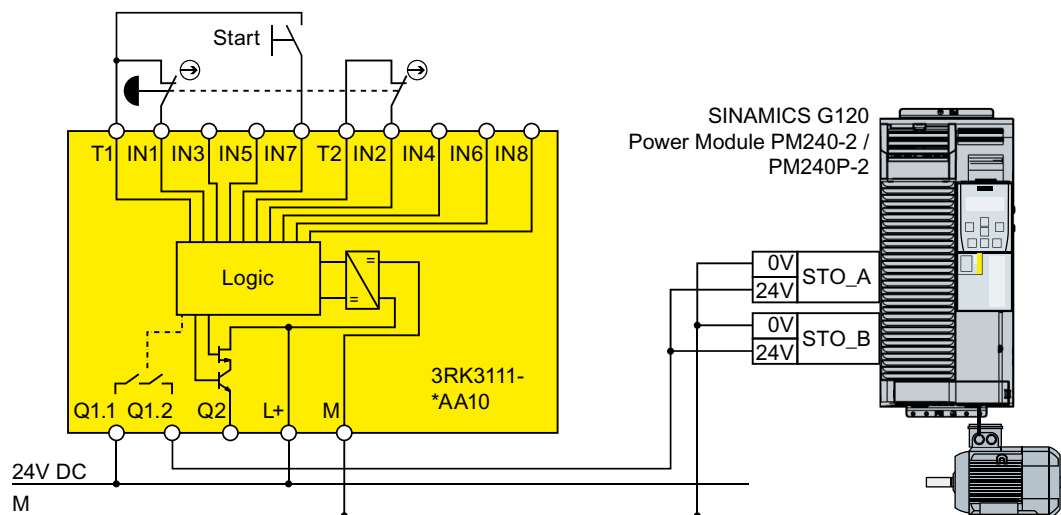 Start
SINAMICS G120
Power Module PM240-2 /
PM240P-2
T1 IN1 IN3 IN5 IN7 T2 IN2 IN4 IN6 IN8
Logic
=
=
0V
STO_A
24V
0V
STO_B
24V
3RK3111-
*AA10
Q1.1 Q1.2 Q2 L+ M
24V DC
M